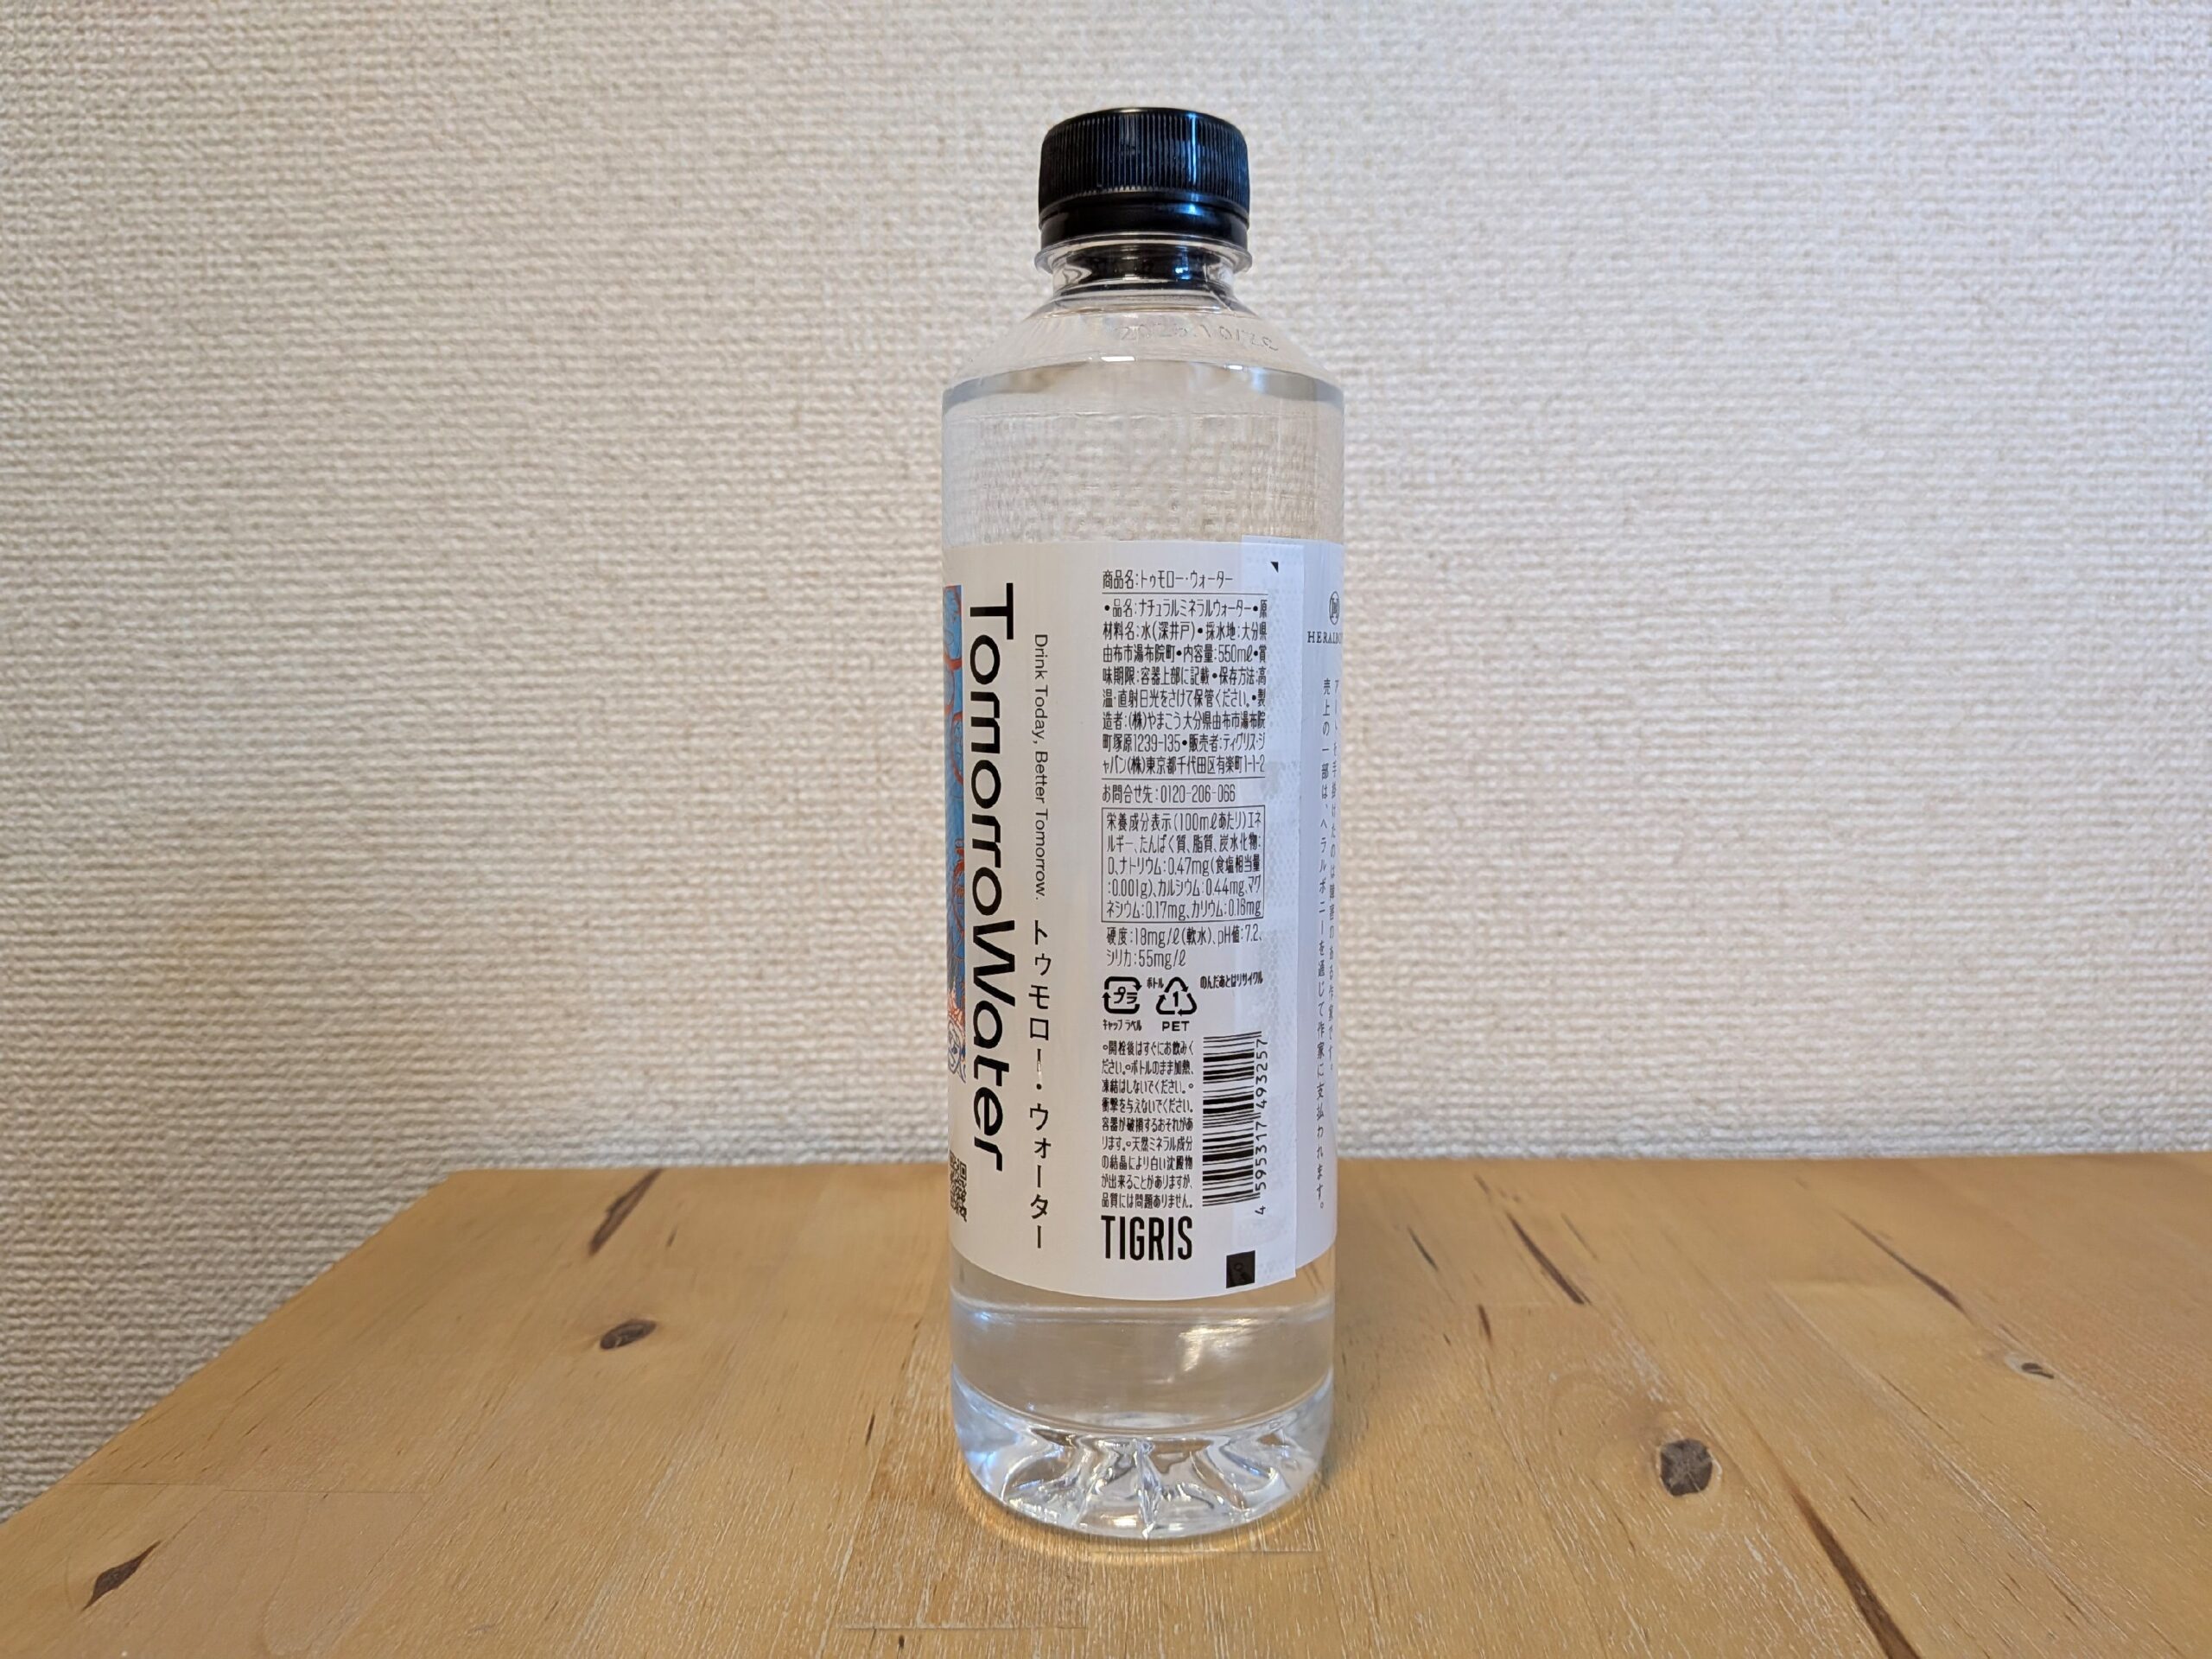 TomorroWater
Drink Today, Better Tomorrow.
トゥモロー・ウォーター
商品名:トゥモロー・ウォーター
•品名:ナチュラルミネラルウォーター•原
材料名:水(深井戸)•採水地:大分県
由布市湯布院町•内容量:550mℓ•賞
味期限:容器上部に記載•保存方法:高
温・直射日光をさけて保管ください。•製
造者:(株)やまこう大分県由布市湯布院
町塚原1239-135•販売者:ティグリス・ジ
ャパン(株)東京都千代田区有楽町1-1-2
お問合せ先:0120-206-066
栄養成分表示(100mℓあたり)エネ
ルギー、たんぱく質、脂質、炭水化物:
0、ナトリウム:0.47mg(食塩相当量
:0.001g)、カルシウム:0.44mg、マグ
ネシウム:0.17mg、カリウム:0.18mg
硬度:18mg/ℓ(軟水)、pH値:7.2、
シリカ:55mg/ℓ
プラ
キャップ ラベル
ボトル
1
PET
のんだあとはリサイクル
◦開栓後はすぐにお飲みく
ださい。◦ボトルのまま加熱、
凍結はしないでください。◦
衝撃を与えないでください。
容器が破損するおそれがあ
ります。◦天然ミネラル成分
の結晶により白い沈殿物
が出来ることがありますが、
品質には問題ありません。
4 595317 493257
TIGRIS
売上の一部は、ヘラルボニーを通じて作家に支払われます。